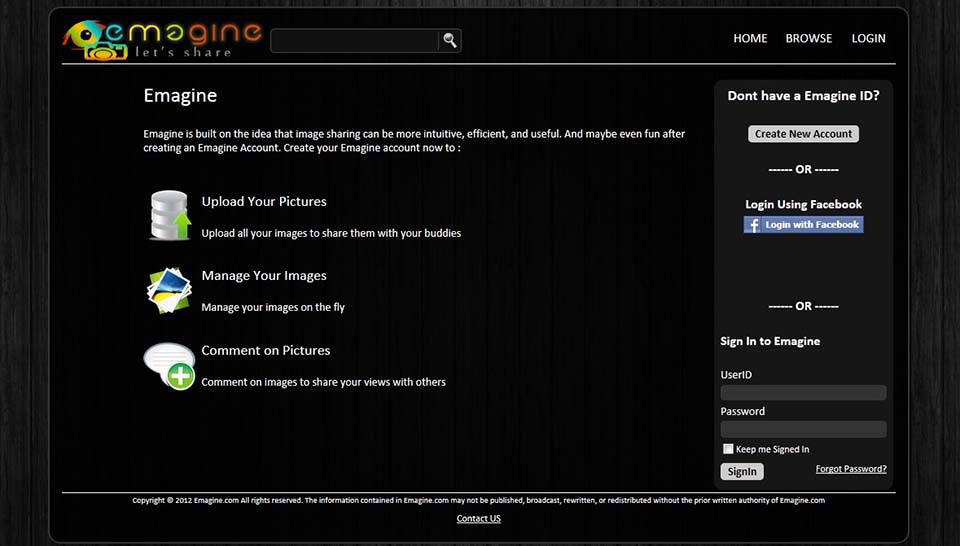 emagine
let's share
HOME BROWSE LOGIN
Emagine
Emagine is built on the idea that image sharing can be more intuitive, efficient, and useful. And maybe even fun after
creating an Emagine Account. Create your Emagine account now to :
Upload Your Pictures
Upload all your images to share them with your buddies
Manage Your Images
Manage your images on the fly
Comment on Pictures
Comment on images to share your views with others
Dont have a Emagine ID?
Create New Account
------ OR ------
Login Using Facebook
f Login with Facebook
------ OR ------
Sign In to Emagine
UserID
Password
Keep me Signed In
SignIn Forgot Password?
Copyright © 2012 Emagine.com All rights reserved. The information contained in Emagine.com may not be published, broadcast, rewritten, or redistributed without the prior written authority of Emagine.com
Contact US